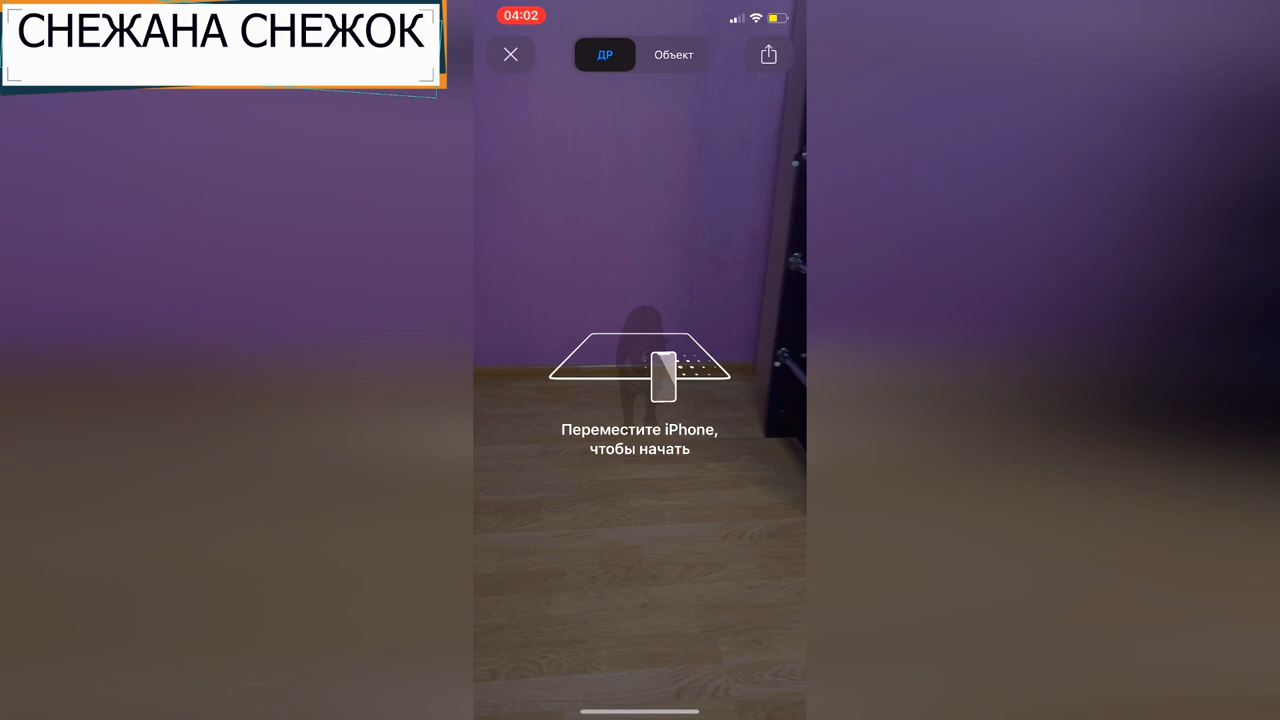 СНЕЖАНА СНЕЖОК
04:02
ДР
Объект
Переместите iPhone,
чтобы начать